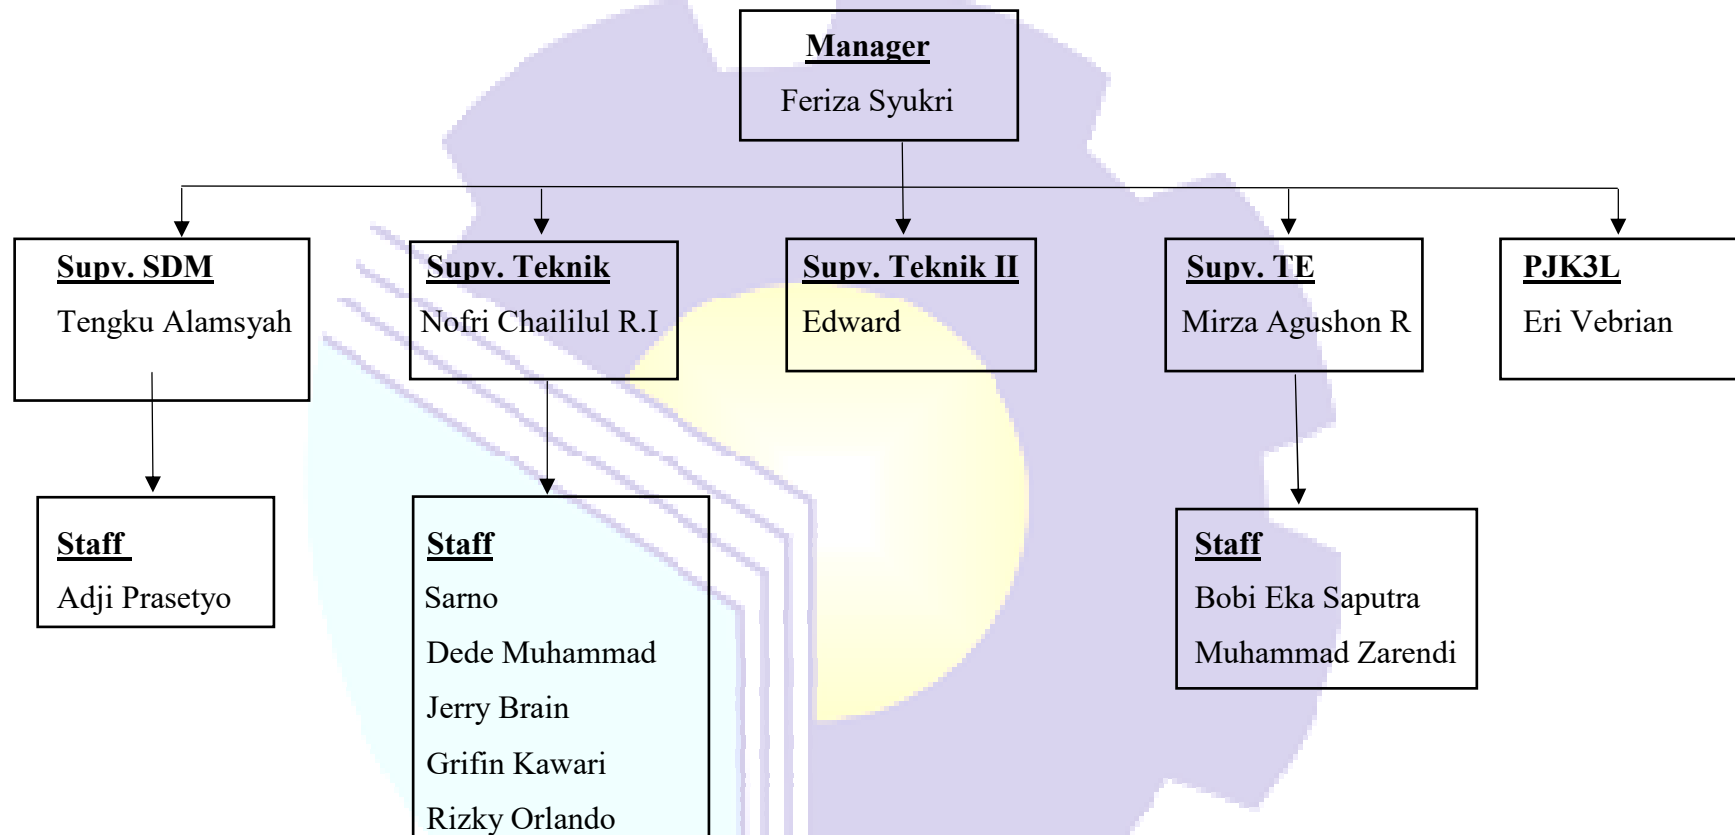 Manager
Feriza Syukri
Supv. SDM
Tengku Alamsyah
Supv. Teknik
Nofri Chaililul R.I
Supv. Teknik II
Edward
Supv. TE
Mirza Agushon R
PJK3L
Eri Vebrian
Staff
Adji Prasetyo
Staff
Sarno
Dede Muhammad
Jerry Brain
Grifin Kawari
Rizky Orlando
Staff
Bobi Eka Saputra
Muhammad Zarendi